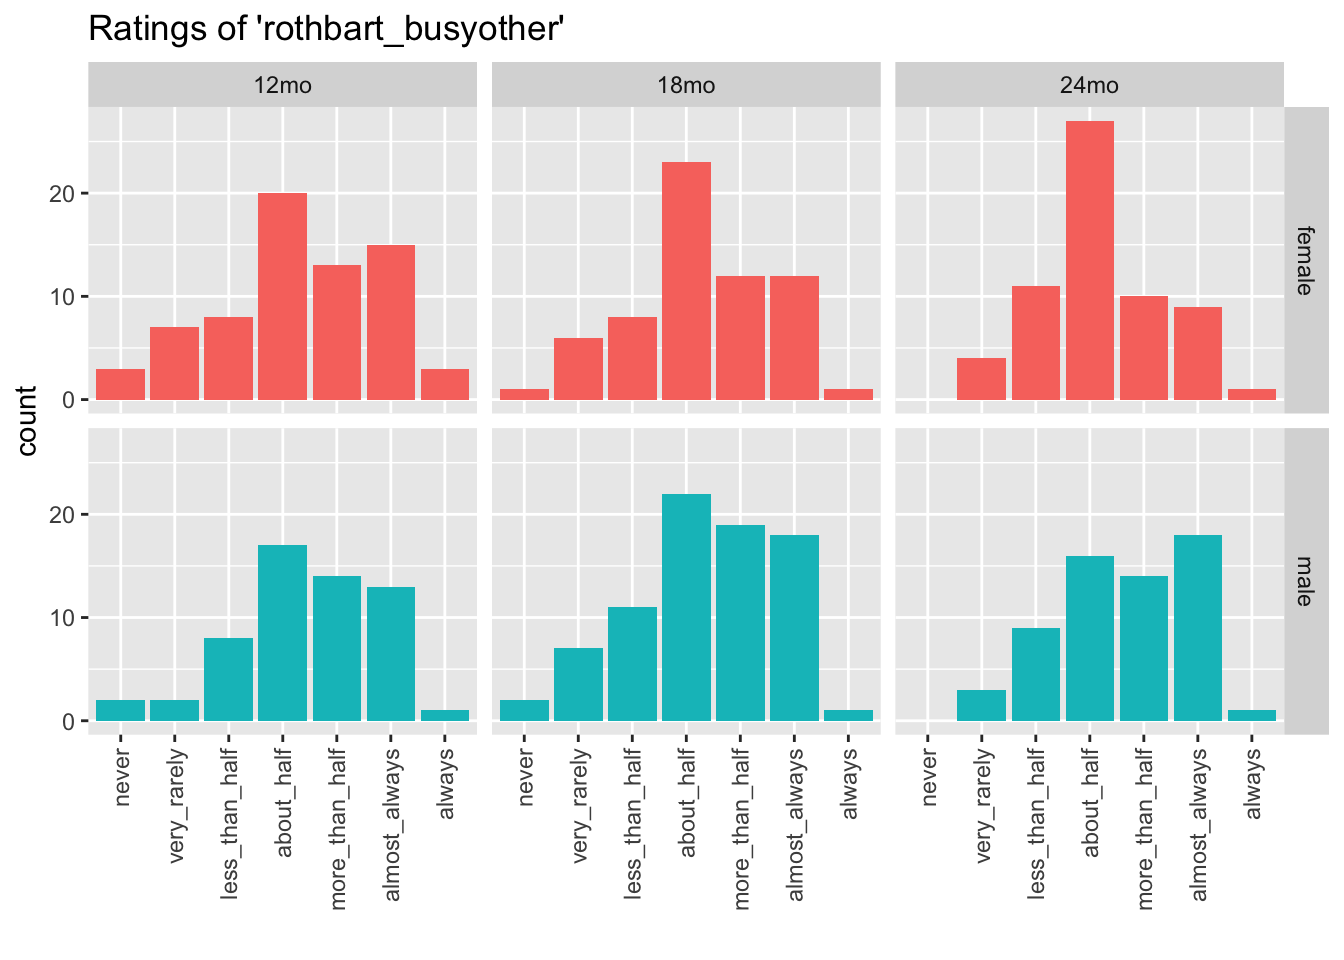 Ratings of 'rothbart_busyother'
12mo 18mo 24mo
female
male
count
20
10
0
20
10
0
never very_rarely less_than_half about_half more_than_half almost_always always
never very_rarely less_than_half about_half more_than_half almost_always always
never very_rarely less_than_half about_half more_than_half almost_always always